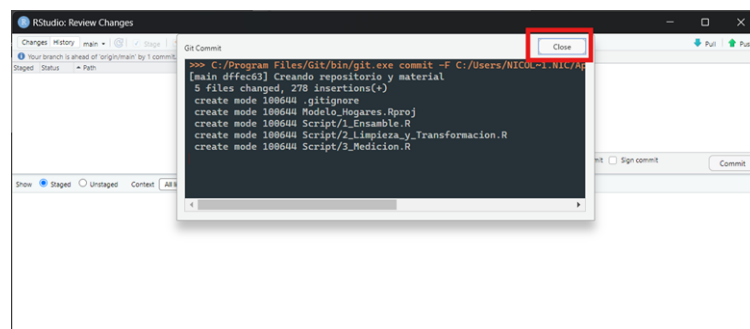 RStudio: Review Changes
Changes History main Stage
Pull
Your branch is ahead of 'origin/main' by 1 commit.
Staged Status Path
Git Commit
Close
>>> C:/Program Files/Git/bin/git.exe commit -F C:/Users/NICOL~1.NIC/Ap
[main dffec63] Creando repositorio y material
5 files changed, 278 insertions(+)
create mode 100644 .gitignore
create mode 100644 Modelo_Hogares.Rproj
create mode 100644 Script/1_Ensamble.R
create mode 100644 Script/2_Limpieza_y_Transformacion.R
create mode 100644 Script/3_Medicion.R
Sign commit
Commit
Show Staged Unstaged Context